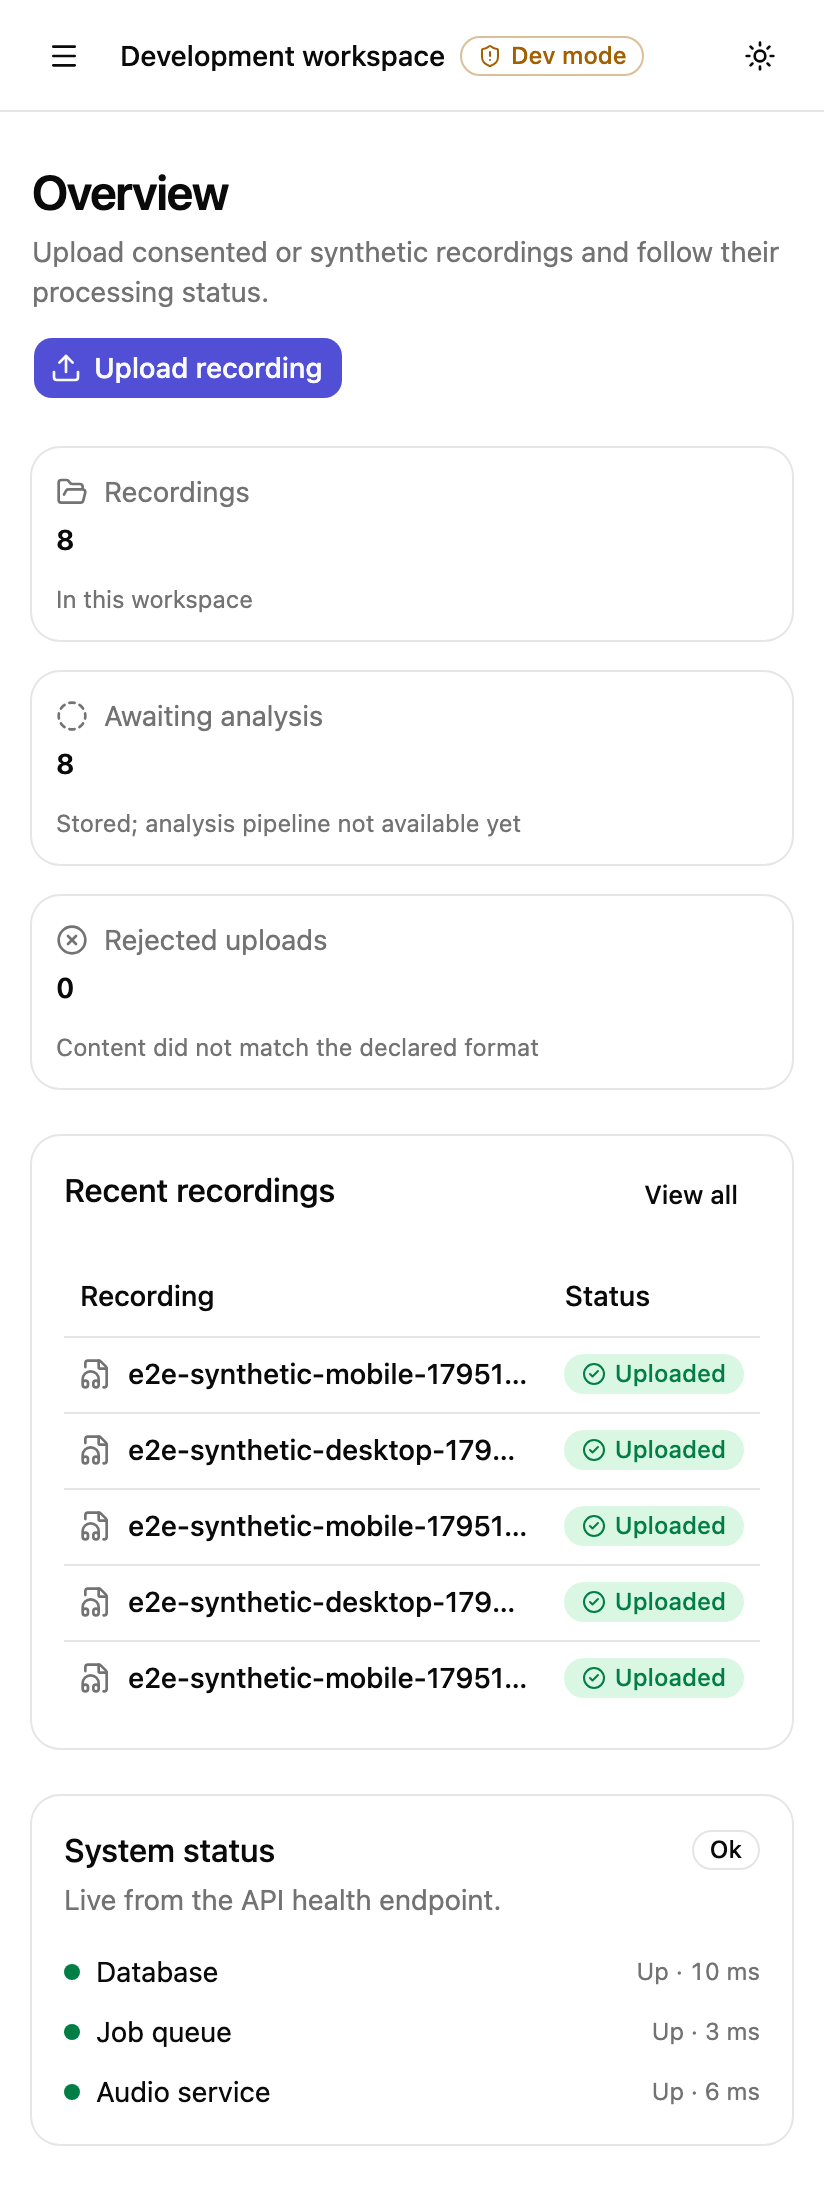 Development workspace
Dev mode
Overview
Upload consented or synthetic recordings and follow their
processing status.
Upload recording
Recordings
8
In this workspace
Awaiting analysis
8
Stored; analysis pipeline not available yet
Rejected uploads
0
Content did not match the declared format
Recent recordings
View all
Recording Status
e2e-synthetic-mobile-17951... Uploaded
e2e-synthetic-desktop-179... Uploaded
e2e-synthetic-mobile-17951... Uploaded
e2e-synthetic-desktop-179... Uploaded
e2e-synthetic-mobile-17951... Uploaded
System status
Ok
Live from the API health endpoint.
Database Up · 10 ms
Job queue Up · 3 ms
Audio service Up · 6 ms